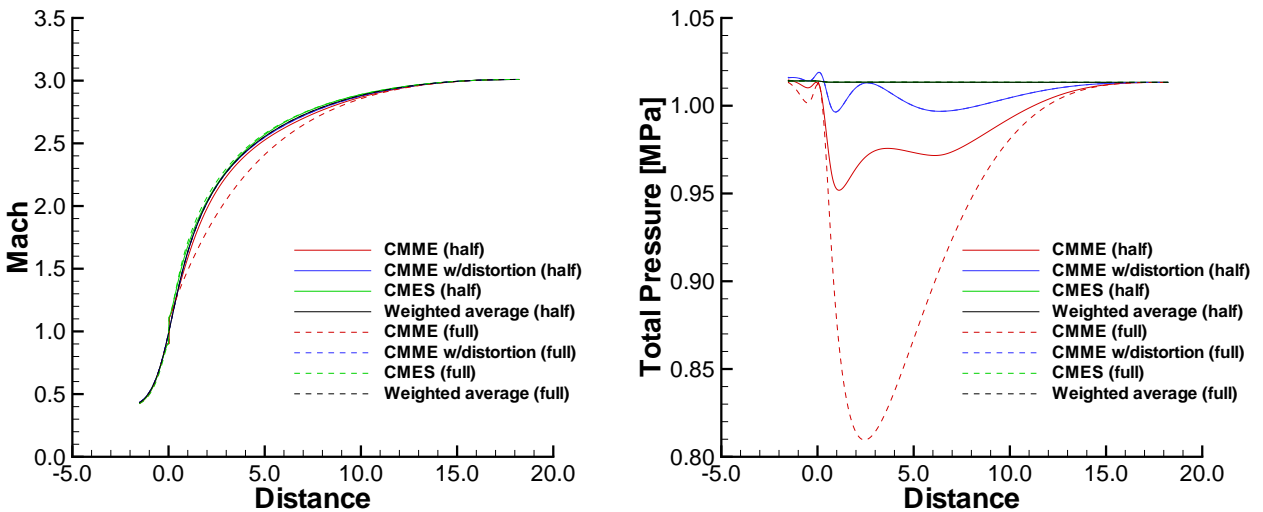 3.5
3.0
2.5
2.0
1.5
1.0
0.5
0.0
Mach
-5.0 0.0 5.0 10.0 15.0 20.0
Distance
CMME (half)
CMME w/distortion (half)
CMES (half)
Weighted average (half)
CMME (full)
CMME w/distortion (full)
CMES (full)
Weighted average (full)
1.05
1.00
0.95
0.90
0.85
0.80
Total Pressure [MPa]
-5.0 0.0 5.0 10.0 15.0 20.0
Distance
CMME (half)
CMME w/distortion (half)
CMES (half)
Weighted average (half)
CMME (full)
CMME w/distortion (full)
CMES (full)
Weighted average (full)